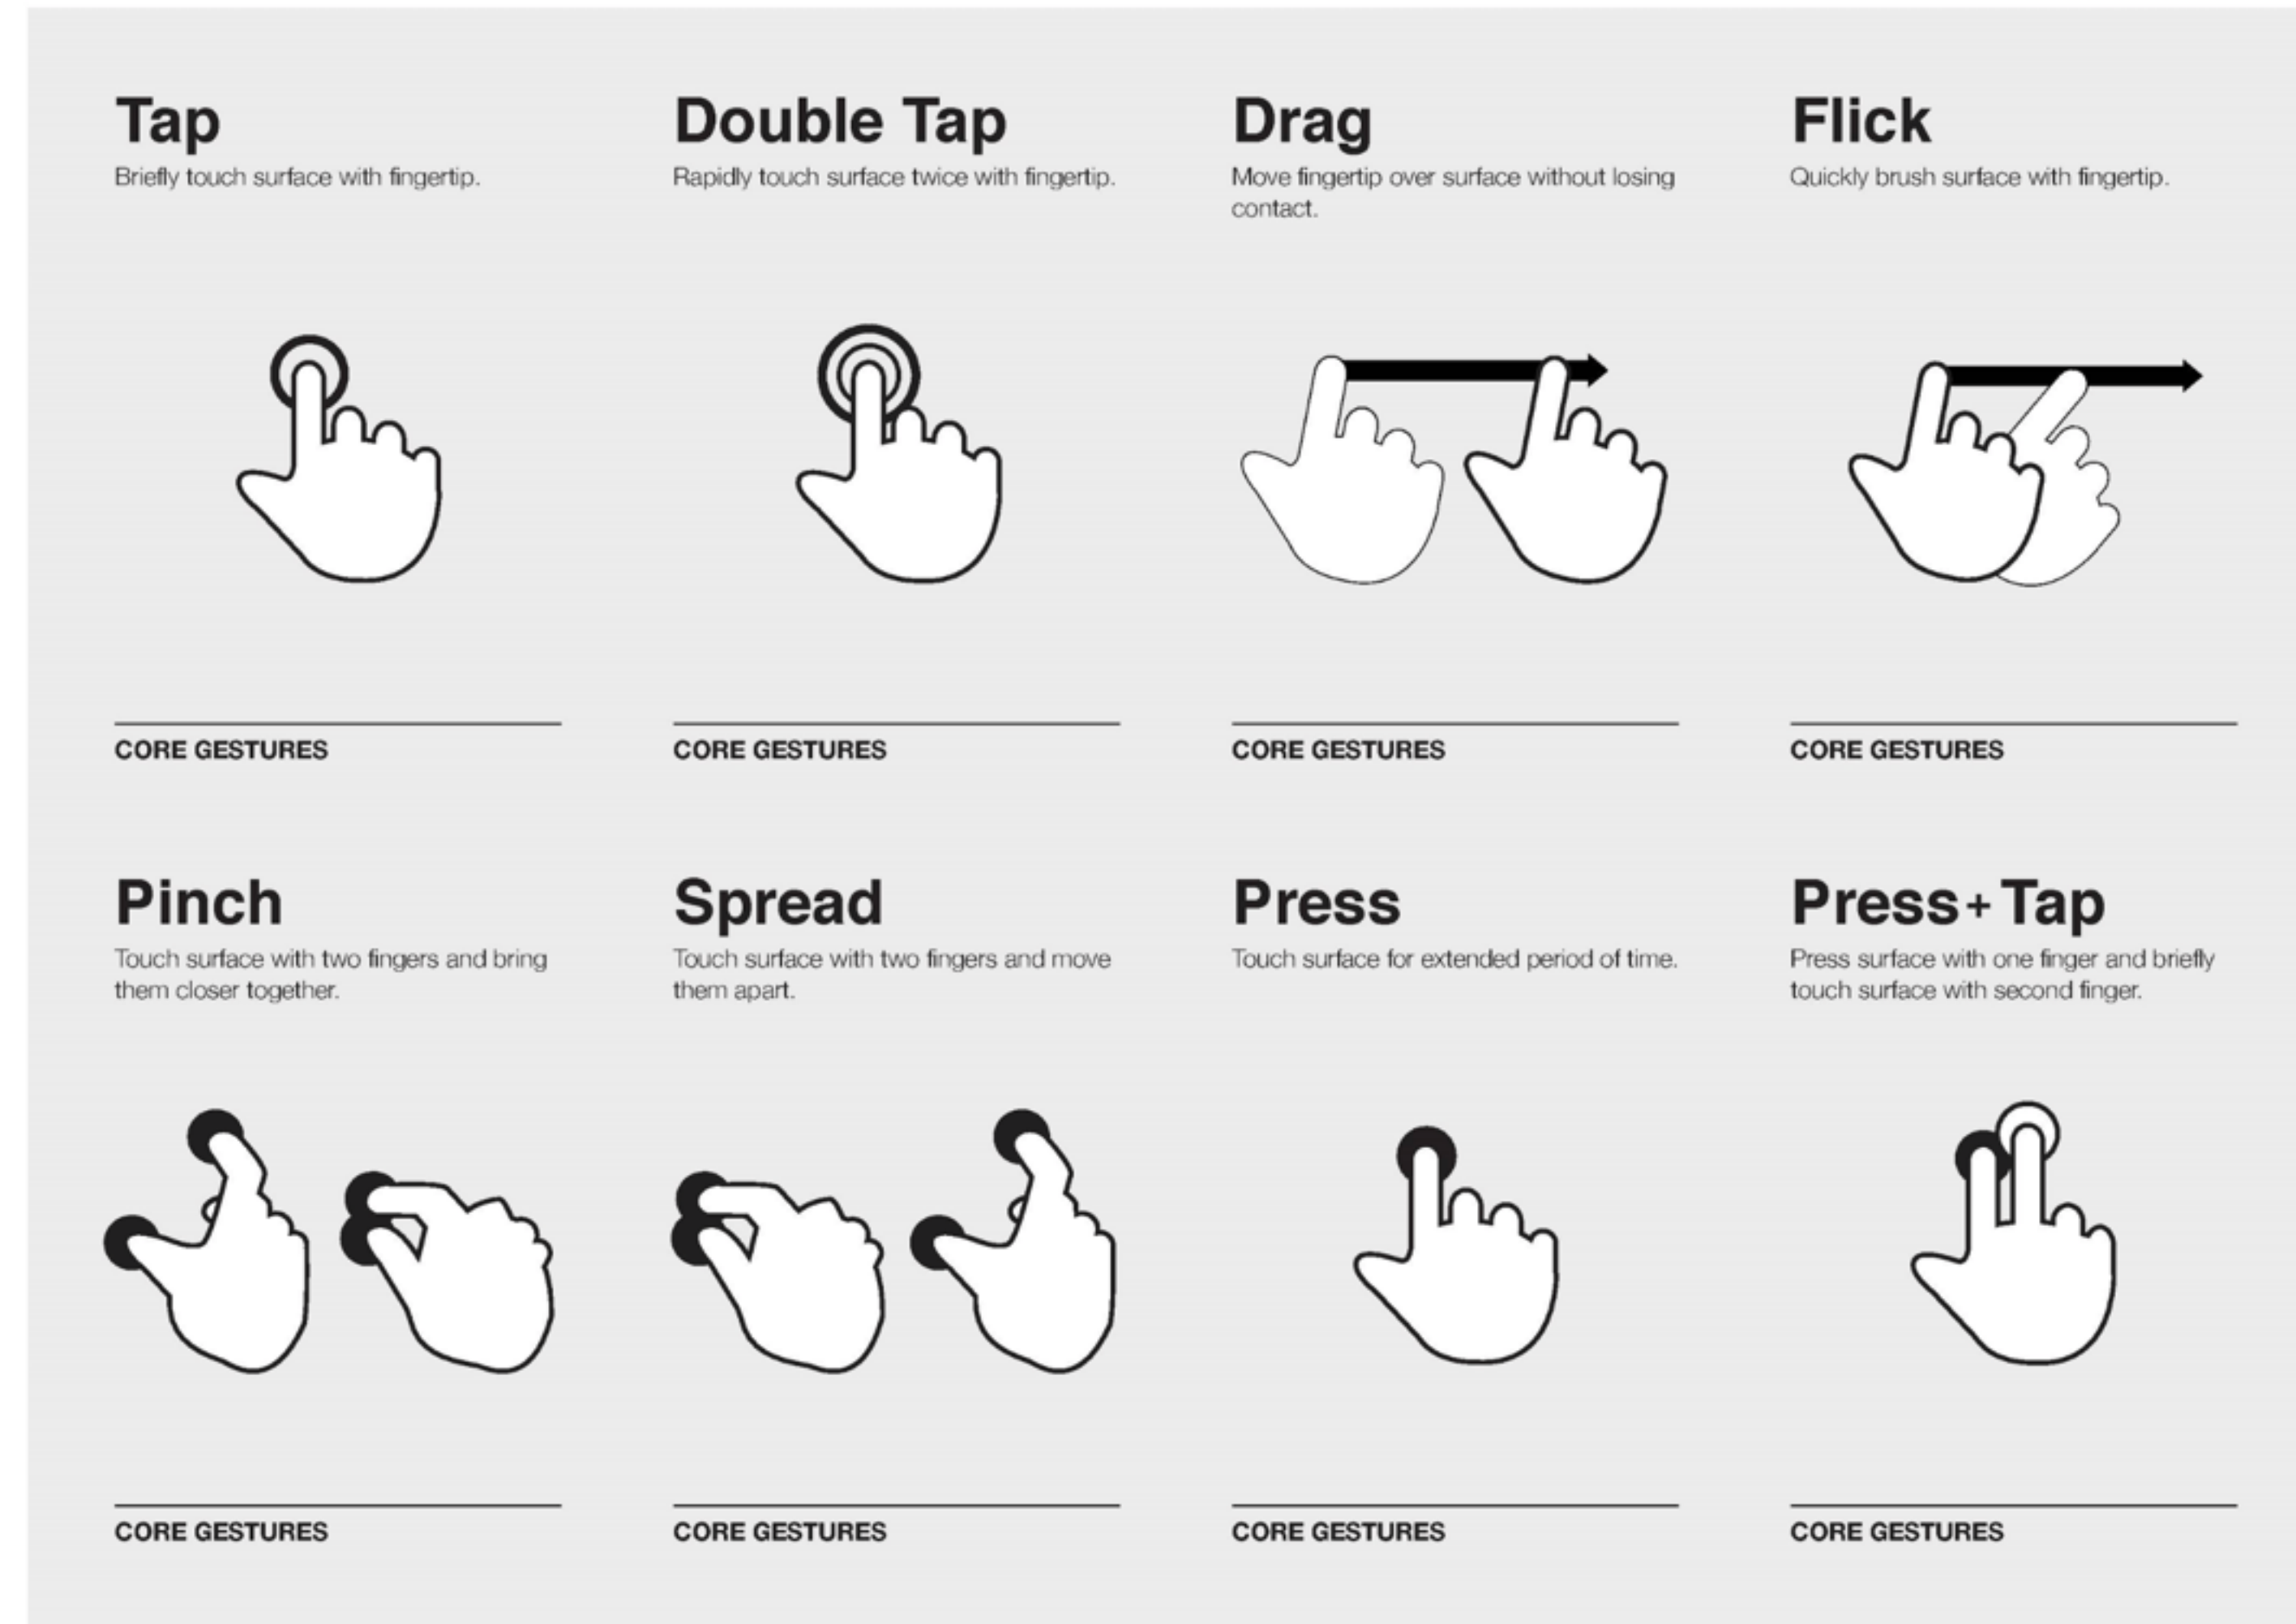 Tap
Briefly touch surface with fingertip.
Double Tap
Rapidly touch surface twice with fingertip.
Drag
Move fingertip over surface without losing
contact.
Flick
Quickly brush surface with fingertip.
CORE GESTURES
CORE GESTURES
CORE GESTURES
CORE GESTURES
Pinch
Touch surface with two fingers and bring
them closer together.
Spread
Touch surface with two fingers and move
them apart.
Press
Touch surface for extended period of time.
Press+Tap
Press surface with one finger and briefly
touch surface with second finger.
CORE GESTURES
CORE GESTURES
CORE GESTURES
CORE GESTURES